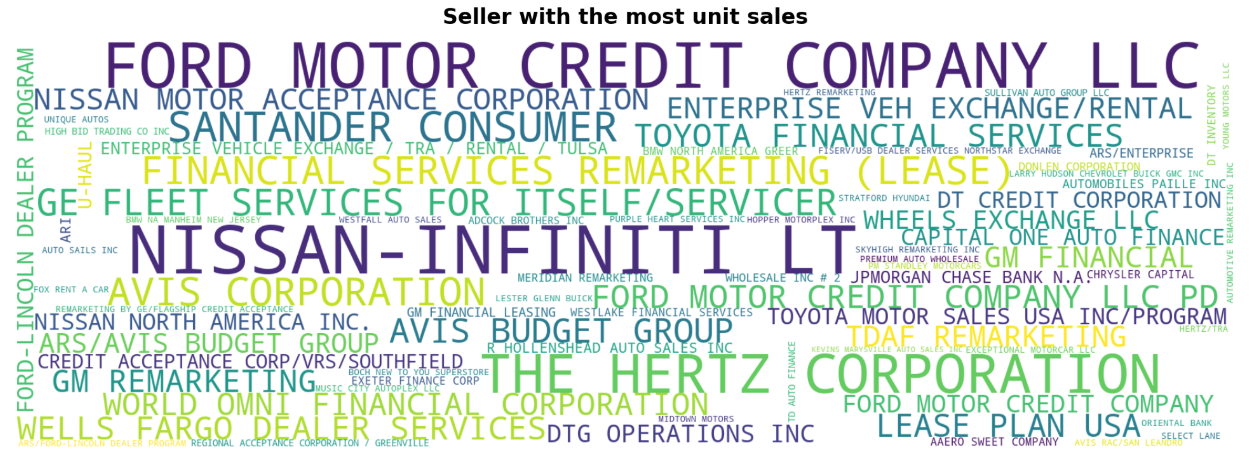 Seller with the most unit sales
FORD MOTOR CREDIT COMPANY LLC
FORD-LINCOLN DEALER PROGRAM
NISSAN MOTOR ACCEPTANCE CORPORATION
HERTZ REMARKETING
SULLIVAN AUTO GROUP LLC
ENTERPRISE VEH EXCHANGE/RENTAL
DT INVENTORY
YOUNG MOTORS LLC
UNIQUE AUTOS
HIGH BID TRADING CO INC
SANTANDER CONSUMER
TOYOTA FINANCIAL SERVICES
ENTERPRISE VEHICLE EXCHANGE / TRA / RENTAL / TULSA
BMW NORTH AMERICA GREER
FISERV/USB DEALER SERVICES NORTHSTAR EXCHANGE
ARS/ENTERPRISE
U-HAUL
FINANCIAL SERVICES REMARKETING (LEASE)
DONLEN CORPORATION
LARRY HUDSON CHEVROLET BUICK GMC INC
AUTOMOBILES PAILLE INC
AUTOMOTIVE REMARKETING INC
GE FLEET SERVICES FOR ITSELF/SERVICER
STRATFORD HYUNDAI
DT CREDIT CORPORATION
ARI
BMW NA MANHEIM NEW JERSEY
WESTFALL AUTO SALES
ADCOCK BROTHERS INC
PURPLE HEART SERVICES INC
HOPPER MOTORPLEX INC
WHEELS EXCHANGE LLC
CAPITAL ONE AUTO FINANCE
AUTO SAILS INC
NISSAN-INFINITI LT
SKYHIGH REMARKETING INC
PREMIUM AUTO WHOLESALE
PM STANDLEY MOTORCARS
GM FINANCIAL
MERIDIAN REMARKETING
WHOLESALE INC # 2
JPMORGAN CHASE BANK N.A.
CHRYSLER CAPITAL
FOX RENT A CAR
AVIS CORPORATION
LESTER GLENN BUICK
FORD MOTOR CREDIT COMPANY LLC PD
REMARKETING BY GE/FLAGSHIP CREDIT ACCEPTANCE
GM FINANCIAL LEASING
WESTLAKE FINANCIAL SERVICES
TOYOTA MOTOR SALES USA INC/PROGRAM
NISSAN NORTH AMERICA INC.
AVIS BUDGET GROUP
TDAF REMARKETING
HERTZ/TRA
ARS/AVIS BUDGET GROUP
R HOLLENSHEAD AUTO SALES INC
KEVINS MARYSVILLE AUTO SALES INC
EXCEPTIONAL MOTORCAR LLC
CREDIT ACCEPTANCE CORP/VRS/SOUTHFIELD
THE HERTZ CORPORATION
BOCH NEW TO YOU SUPERSTORE
EXETER FINANCE CORP
GM REMARKETING
MUSIC CITY AUTOPLEX LLC
TD AUTO FINANCE
WORLD OMNI FINANCIAL CORPORATION
FORD MOTOR CREDIT COMPANY
MIDTOWN MOTORS
WELLS FARGO DEALER SERVICES
DTG OPERATIONS INC
LEASE PLAN USA
ORIENTAL BANK
SELECT LANE
ARS/FORD-LINCOLN DEALER PROGRAM
REGIONAL ACCEPTANCE CORPORATION / GREENVILLE
AAERO SWEET COMPANY
AVIS RAC/SAN LEANDRO